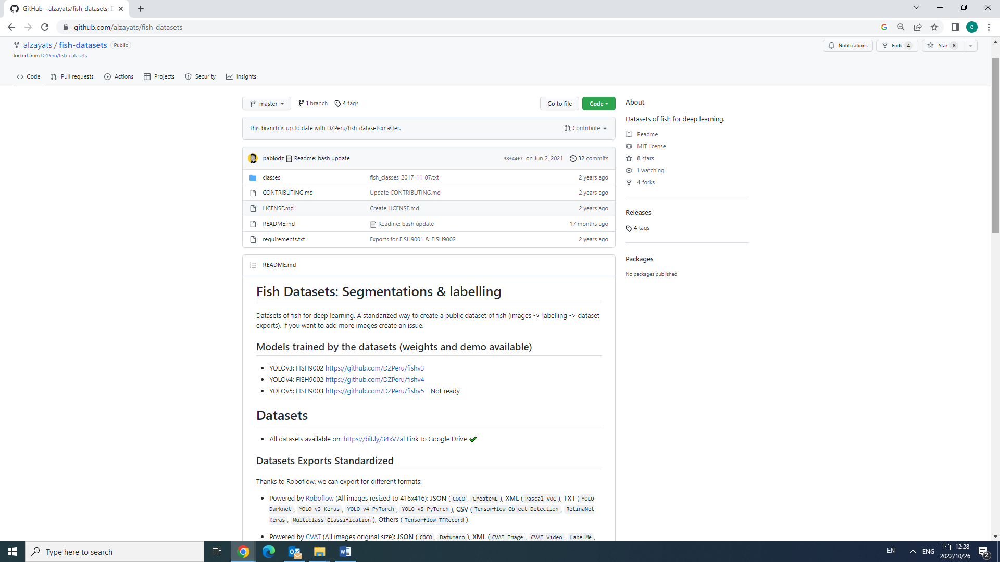 GitHub - alzayats/fish-datasets: D
github.com/alzayats/fish-datasets
c
alzayats / fish-datasets Public
Notifications Fork 4 Star 8
forked from DZPeru/fish-datasets
Code Pull requests Actions Projects Security Insights
master 1 branch 4 tags Go to file Code
This branch is up to date with DZPeru/fish-datasets:master. Contribute
pablodz Readme: bash update 38f44f7 on Jun 2, 2021 32 commits
classes fish_classes-2017-11-07.txt 2 years ago
CONTRIBUTING.md Update CONTRIBUTING.md 2 years ago
LICENSE.md Create LICENSE.md 2 years ago
README.md Readme: bash update 17 months ago
requirements.txt Exports for FISH9001 & FISH9002 2 years ago
About
Datasets of fish for deep learning.
Readme
MIT license
8 stars
1 watching
4 forks
Releases
4 tags
Packages
No packages published
README.md
Fish Datasets: Segmentations & labelling
Datasets of fish for deep learning. A standarized way to create a public dataset of fish (images -> labelling -> dataset
exports). If you want to add more images create an issue.
Models trained by the datasets (weights and demo available)
• YOLOv3: FISH9002 https://github.com/DZPeru/fishv3
• YOLOv4: FISH9002 https://github.com/DZPeru/fishv4
• YOLOv5: FISH9003 https://github.com/DZPeru/fishv5 - Not ready
Datasets
• All datasets available on: https://bit.ly/34xV7al Link to Google Drive ✔
Datasets Exports Standardized
Thanks to Roboflow, we can export for different formats:
• Powered by Roboflow (All images resized to 416x416): JSON ( COCO , CreateML ), XML ( Pascal VOC ), TXT ( YOLO
Darknet , YOLO v3 Keras , YOLO v4 PyTorch , YOLO v5 PyTorch ), CSV ( Tensorflow Object Detection , RetinaNet
Keras , Multiclass Classification ), Others ( Tensorflow TFRecord ).
• Powered by CVAT (All images original size): JSON ( COCO , Datumaro ), XML ( CVAT Image , CVAT Video , LabelMe ,
Type here to search
EN
ENG
下午 12:28
2022/10/26
2